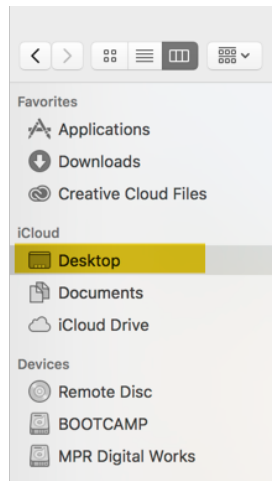 Favorites
Applications
Downloads
Creative Cloud Files
iCloud
Desktop
Documents
iCloud Drive
Devices
Remote Disc
BOOTCAMP
MPR Digital Works